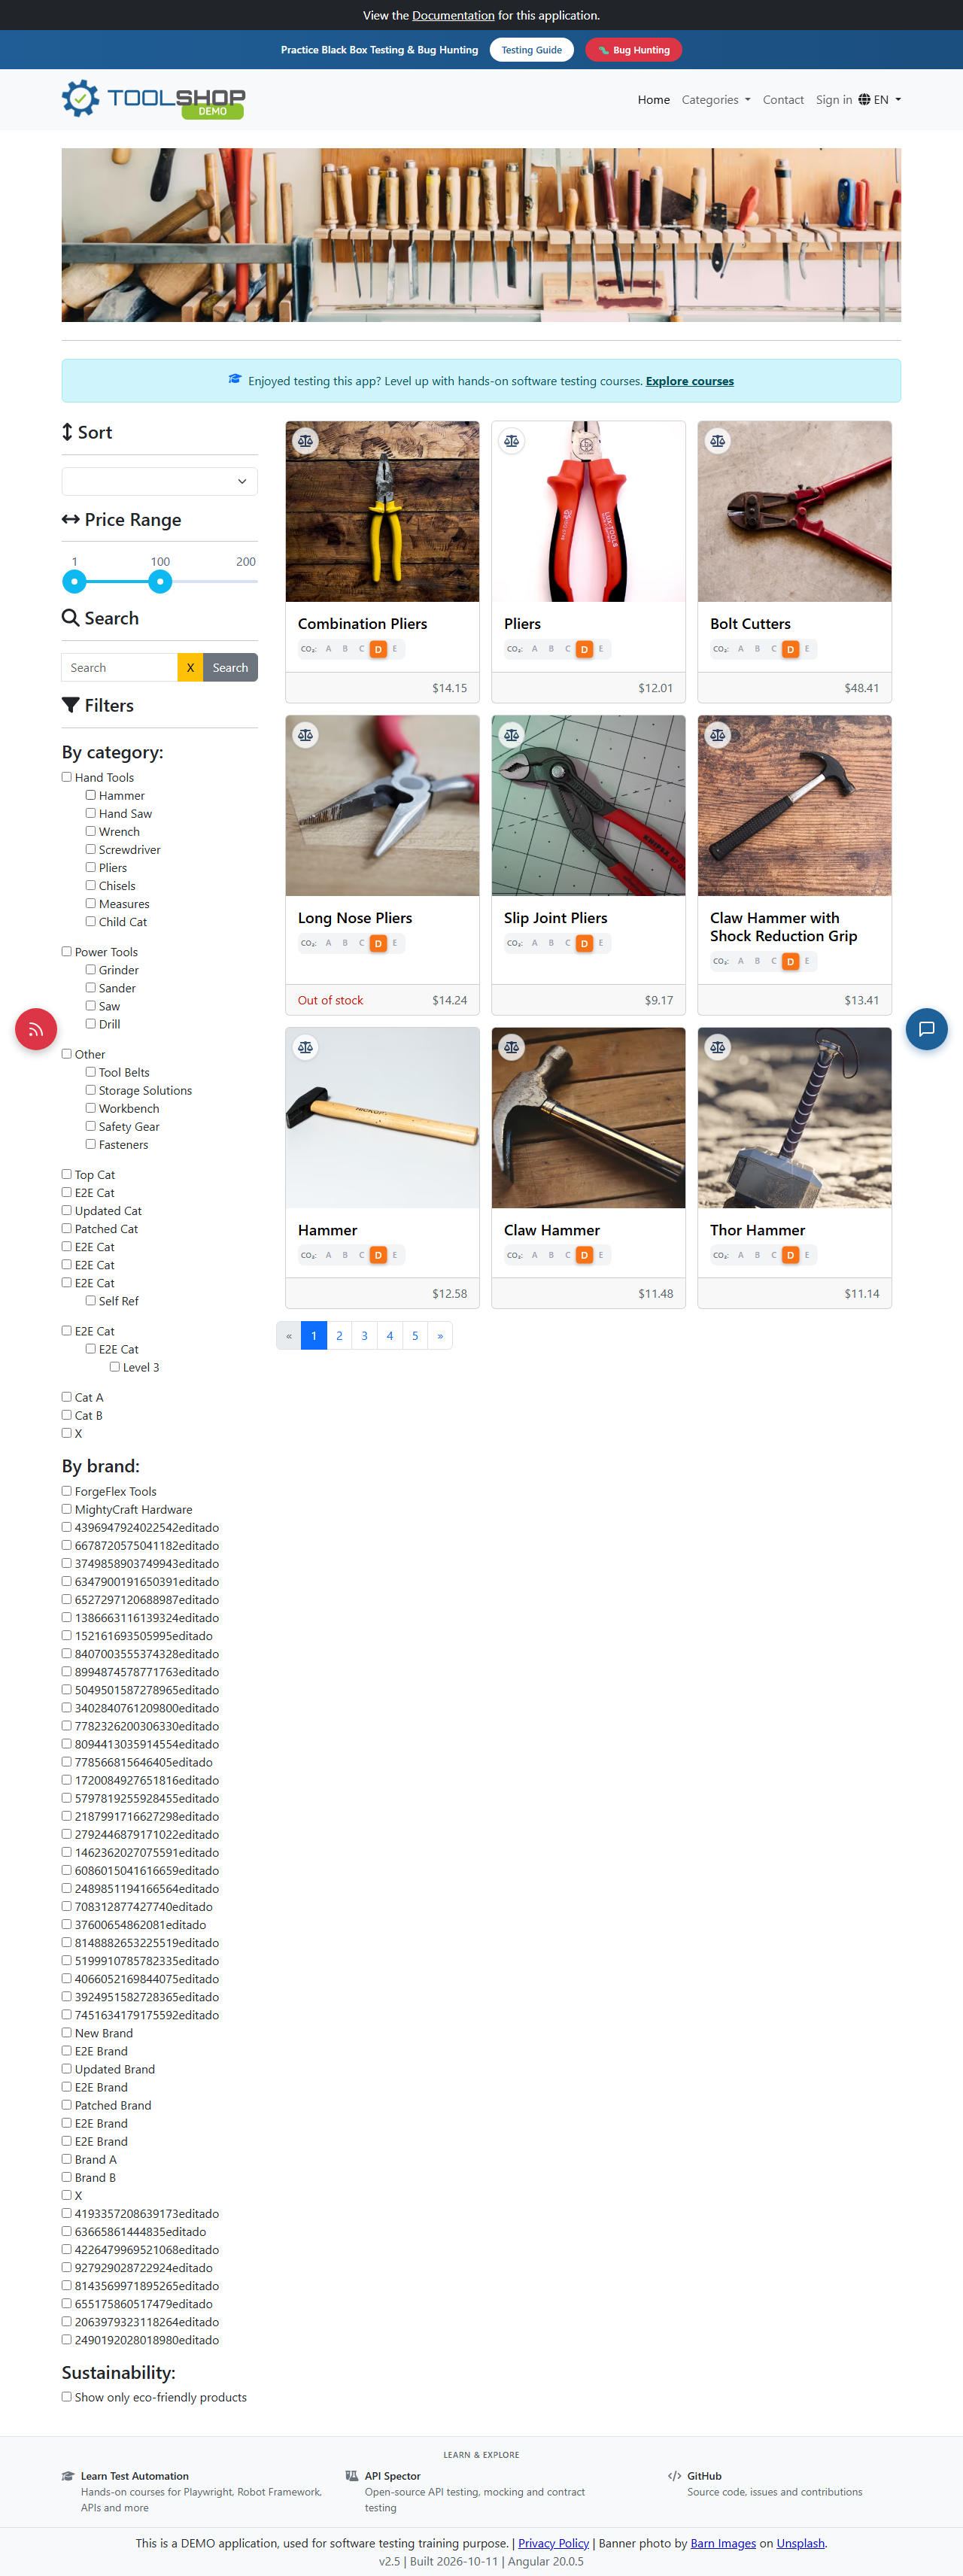 View the Documentation for this application.
Practice Black Box Testing & Bug Hunting Testing Guide Bug Hunting
TOOLSHOP
DEMO
Home Categories Contact Sign in EN
Enjoyed testing this app? Level up with hands-on software testing courses. Explore courses
Sort
Price Range
1 100 200
Search
Search X Search
Filters
By category:
Hand Tools
Hammer
Hand Saw
Wrench
Screwdriver
Pliers
Chisels
Measures
Child Cat
Power Tools
Grinder
Sander
Saw
Drill
Other
Tool Belts
Storage Solutions
Workbench
Safety Gear
Fasteners
Top Cat
E2E Cat
Updated Cat
Patched Cat
E2E Cat
E2E Cat
E2E Cat
Self Ref
E2E Cat
E2E Cat
Level 3
Cat A
Cat B
X
By brand:
ForgeFlex Tools
MightyCraft Hardware
4396947924022542editado
6678720575041182editado
3749858903749943editado
6347900191650391editado
6527297120688987editado
1386663116139324editado
152161693505995editado
8407003555374328editado
8994874578771763editado
5049501587278965editado
3402840761209800editado
7782326200306330editado
8094413035914554editado
778566815646405editado
1720084927651816editado
5797819255928455editado
2187991716627298editado
2792446879171022editado
1462362027075591editado
6086015041616659editado
2489851194166564editado
708312877427740editado
37600654862081editado
8148882653225519editado
5199910785782335editado
4066052169844075editado
3924951582728365editado
7451634179175592editado
New Brand
E2E Brand
Updated Brand
E2E Brand
Patched Brand
E2E Brand
E2E Brand
Brand A
Brand B
X
4193357208639173editado
63665861444835editado
4226479969521068editado
927929028722924editado
8143569971895265editado
655175860517479editado
2063979323118264editado
2490192028018980editado
Sustainability:
Show only eco-friendly products
Combination Pliers
CO₂: A B C D E
$14.15
LUX-TOOLS
Pliers
CO₂: A B C D E
$12.01
Bolt Cutters
CO₂: A B C D E
$48.41
Long Nose Pliers
CO₂: A B C D E
Out of stock $14.24
KNIPEX
Slip Joint Pliers
CO₂: A B C D E
$9.17
Claw Hammer with
Shock Reduction Grip
CO₂: A B C D E
$13.41
Hammer
CO₂: A B C D E
$12.58
Claw Hammer
CO₂: A B C D E
$11.48
Thor Hammer
CO₂: A B C D E
$11.14
« 1 2 3 4 5 »
LEARN & EXPLORE
Learn Test Automation
Hands-on courses for Playwright, Robot Framework,
APIs and more
API Spector
Open-source API testing, mocking and contract
testing
GitHub
Source code, issues and contributions
This is a DEMO application, used for software testing training purpose. | Privacy Policy | Banner photo by Barn Images on Unsplash.
v2.5 | Built 2026-10-11 | Angular 20.0.5